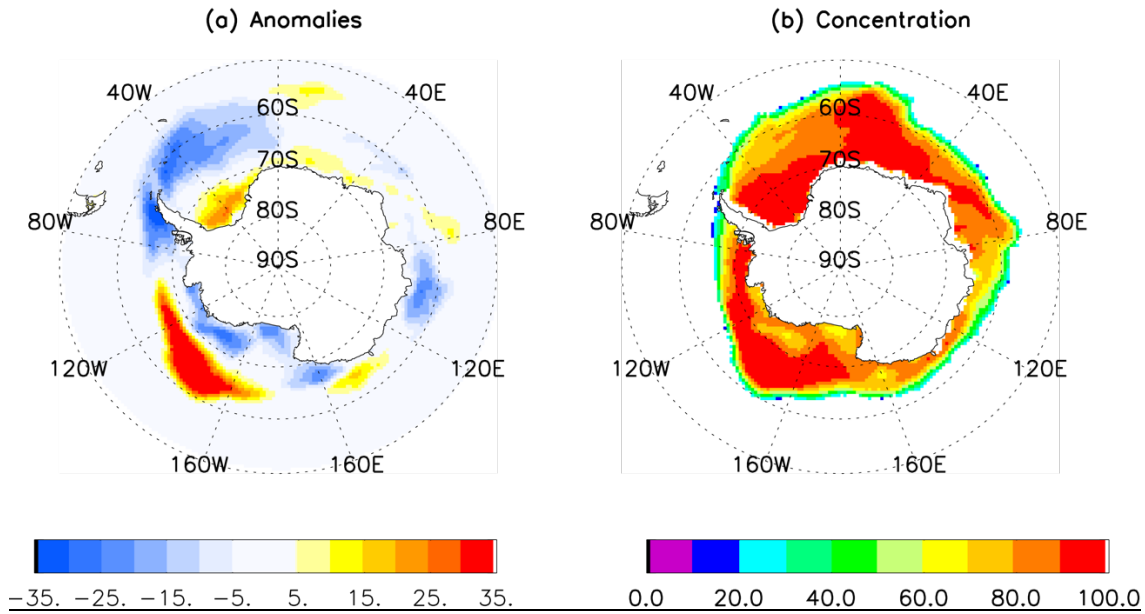 (a) Anomalies
(b) Concentration
40W
40E
60S
70S
80S
90S
80W
80E
120W
120E
160W
160E
40W
40E
60S
70S
80S
90S
80W
80E
120W
120E
160W
160E
−35. −25. −15. −5. 5. 15. 25. 35.
0.0 20.0 40.0 60.0 80.0 100.0